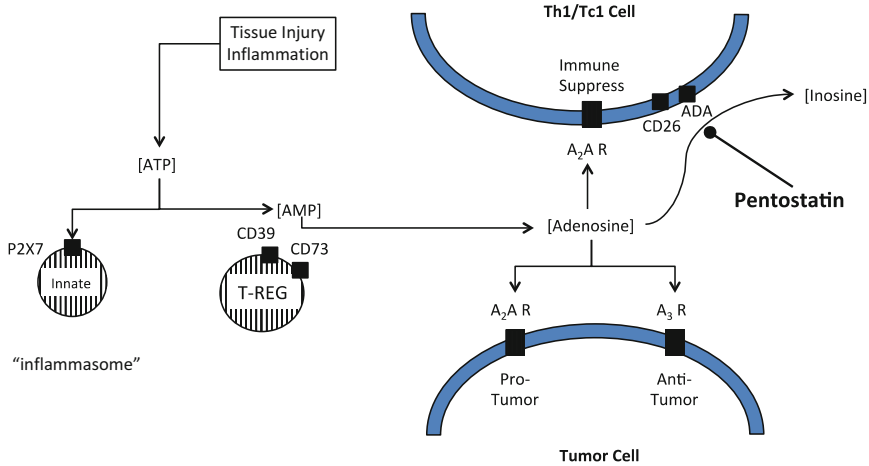 Th1/Tc1 Cell
Tissue Injury
Inflammation
Immune
Suppress
CD26
ADA
[Inosine]
A₂A R
[ATP]
Pentostatin
[AMP]
[Adenosine]
P2X7
CD39
CD73
Innate
T-REG
A₂A R
A₃ R
"inflammasome"
Pro-
Tumor
Anti-
Tumor
Tumor Cell